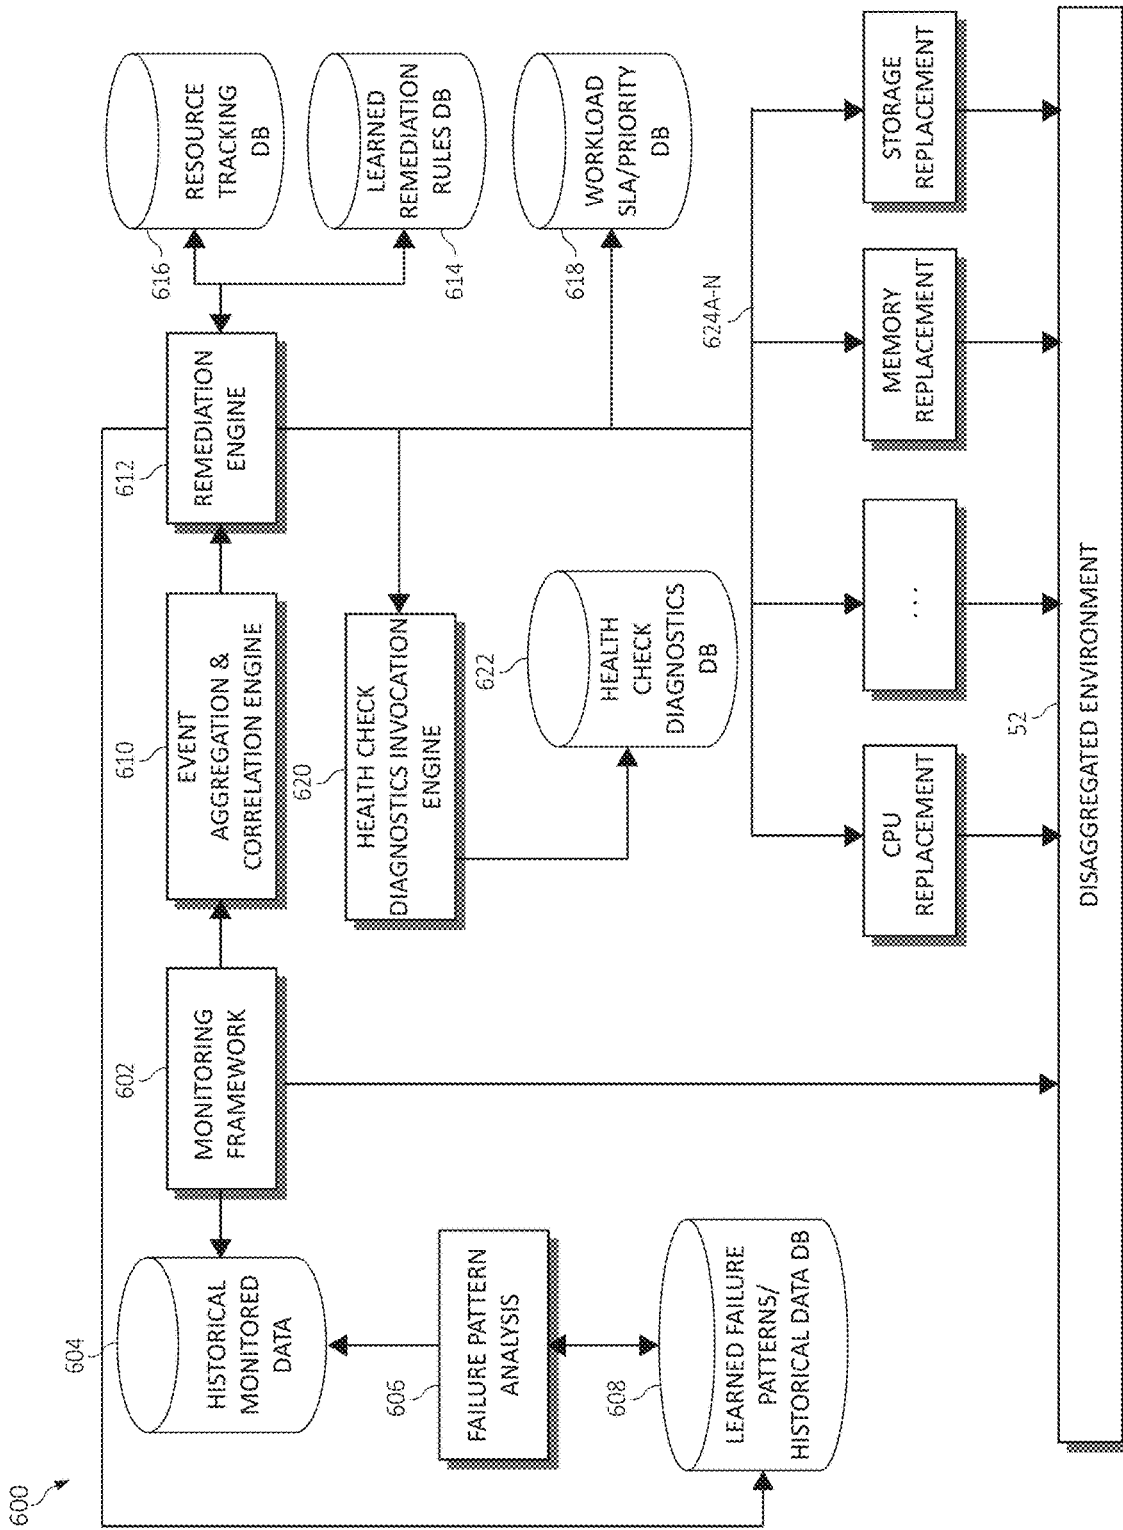 600
604
HISTORICAL
MONITORED
DATA
602
MONITORING
FRAMEWORK
610
EVENT
AGGREGATION &
CORRELATION ENGINE
612
REMEDIATION
ENGINE
616
RESOURCE
TRACKING
DB
614
LEARNED
REMEDIATION
RULES DB
618
WORKLOAD
SLA/PRIORITY
DB
606
FAILURE PATTERN
ANALYSIS
608
LEARNED FAILURE
PATTERNS/
HISTORICAL DATA DB
620
HEALTH CHECK
DIAGNOSTICS INVOCATION
ENGINE
622
HEALTH
CHECK
DIAGNOSTICS
DB
624A-N
CPU
REPLACEMENT
...
MEMORY
REPLACEMENT
STORAGE
REPLACEMENT
52
DISAGGREGATED ENVIRONMENT